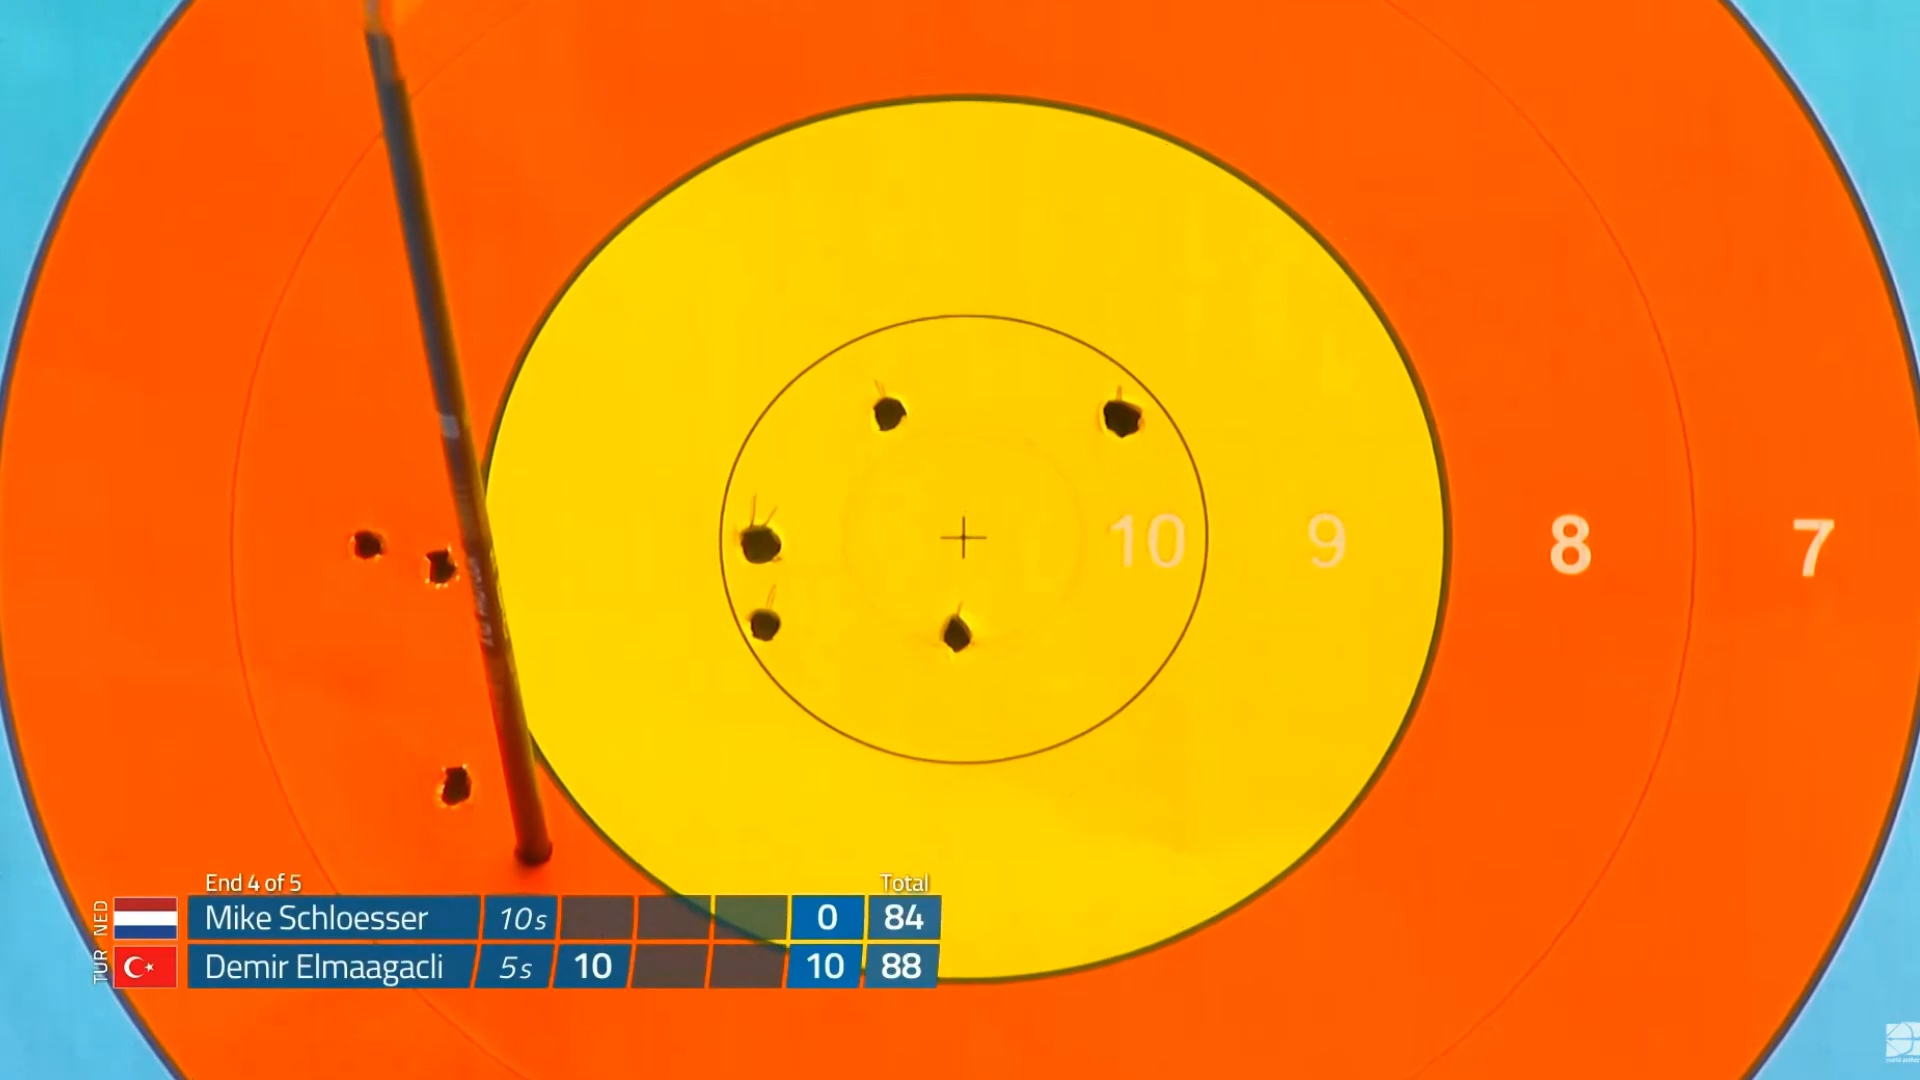 10 9 8 7
End 4 of 5 Total
NED Mike Schloesser 10s 0 84
TUR Demir Elmaagacli 5s 10 10 88